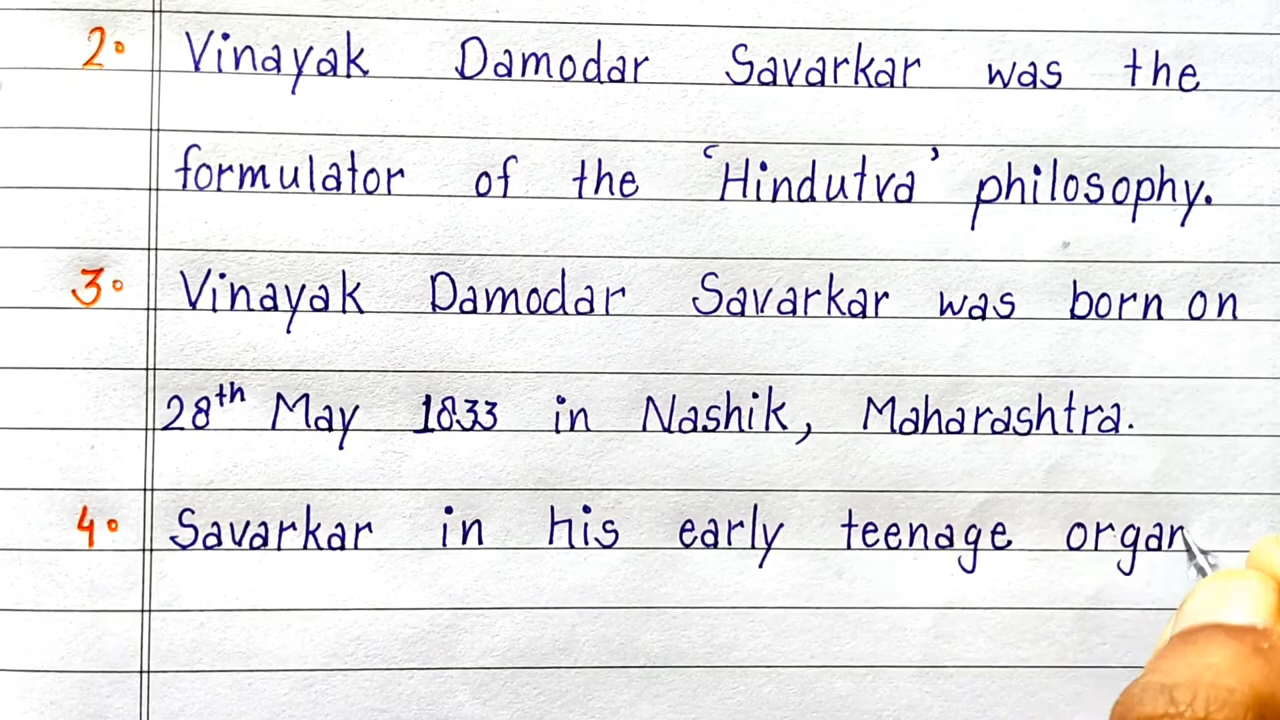 2. Vinayak Damodar Savarkar was the
formulator of the ‘Hindutva’ philosophy.
3. Vinayak Damodar Savarkar was born on
28th May 1833 in Nashik, Maharashtra.
4. Savarkar in his early teenage organ